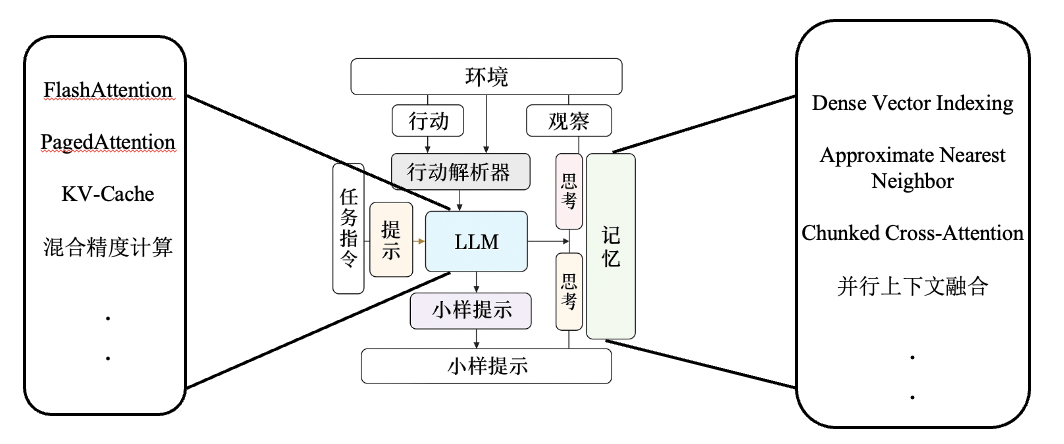 FlashAttention
PagedAttention
KV-Cache
混合精度计算
.
.
环境
行动
观察
行动解析器
任务指令
提示
LLM
思考
思考
记忆
小样提示
小样提示
Dense Vector Indexing
Approximate Nearest
Neighbor
Chunked Cross-Attention
并行上下文融合
.
.